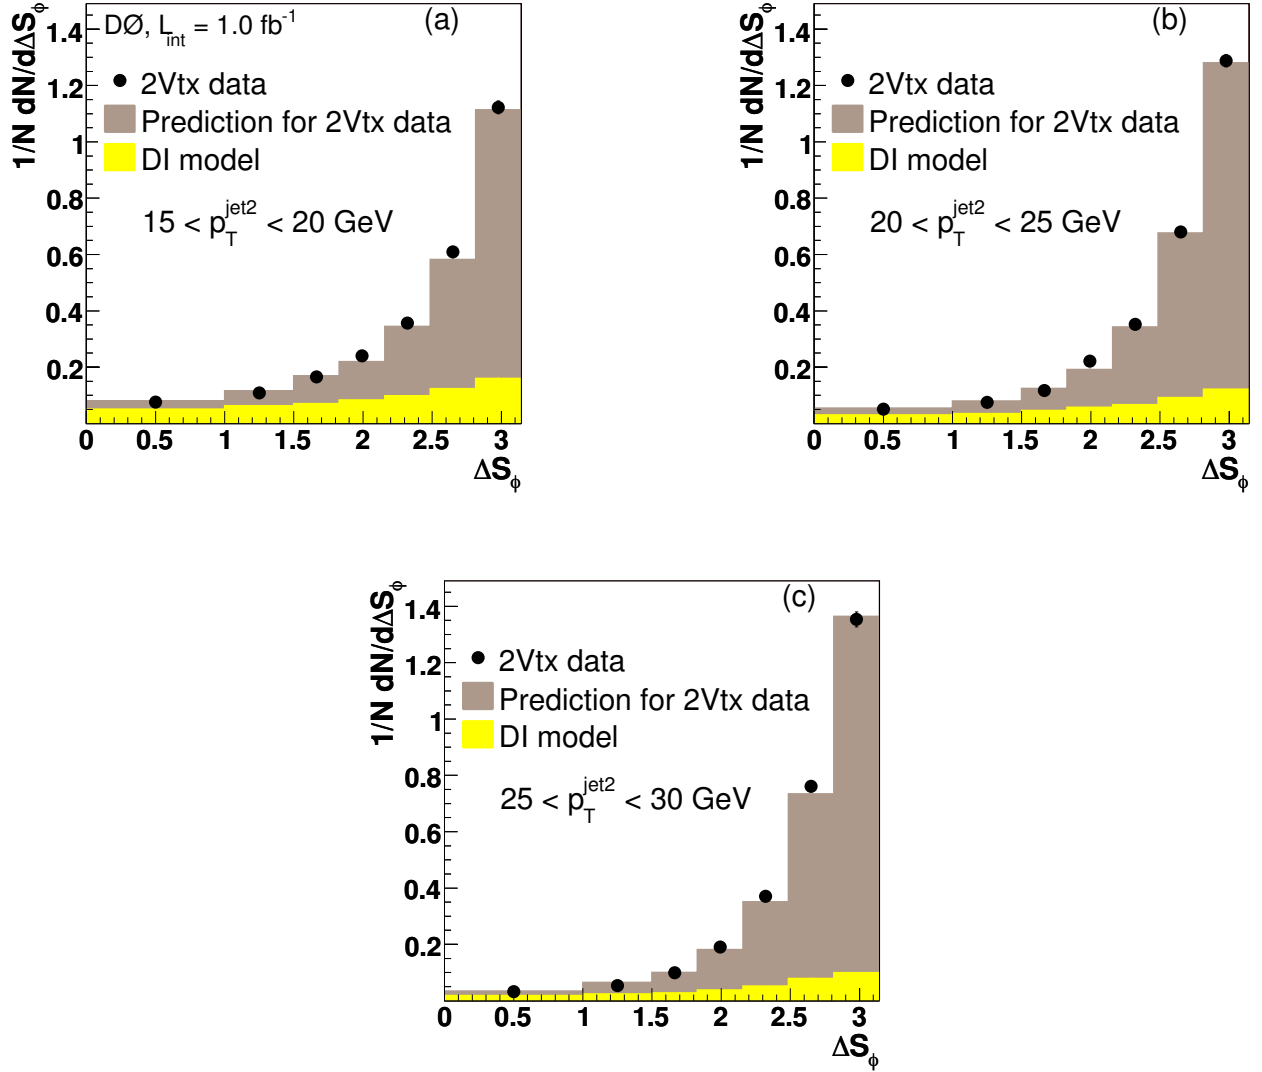 DØ, L_int = 1.0 fb⁻¹
(a)
1/N dN/dΔS_ϕ
2Vtx data
Prediction for 2Vtx data
DI model
15 < p_T^jet2 < 20 GeV
1.4
1.2
1
0.8
0.6
0.4
0.2
0 0.5 1 1.5 2 2.5 3
ΔS_ϕ
(b)
1/N dN/dΔS_ϕ
2Vtx data
Prediction for 2Vtx data
DI model
20 < p_T^jet2 < 25 GeV
1.4
1.2
1
0.8
0.6
0.4
0.2
0 0.5 1 1.5 2 2.5 3
ΔS_ϕ
(c)
1/N dN/dΔS_ϕ
2Vtx data
Prediction for 2Vtx data
DI model
25 < p_T^jet2 < 30 GeV
1.4
1.2
1
0.8
0.6
0.4
0.2
0 0.5 1 1.5 2 2.5 3
ΔS_ϕ